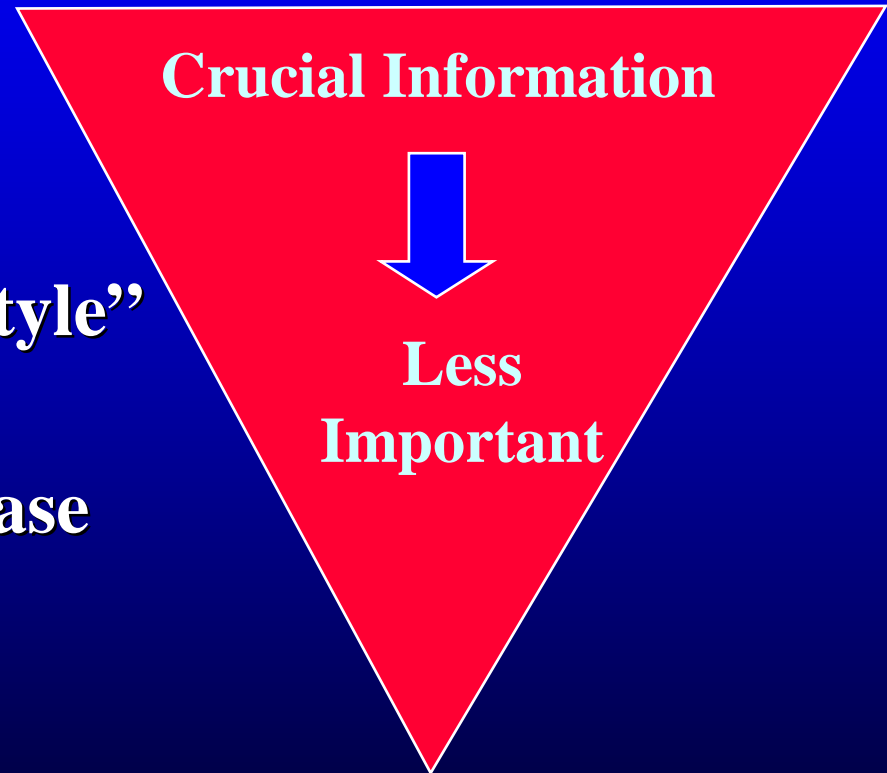 Crucial Information
tyle”
Less
Important
ase